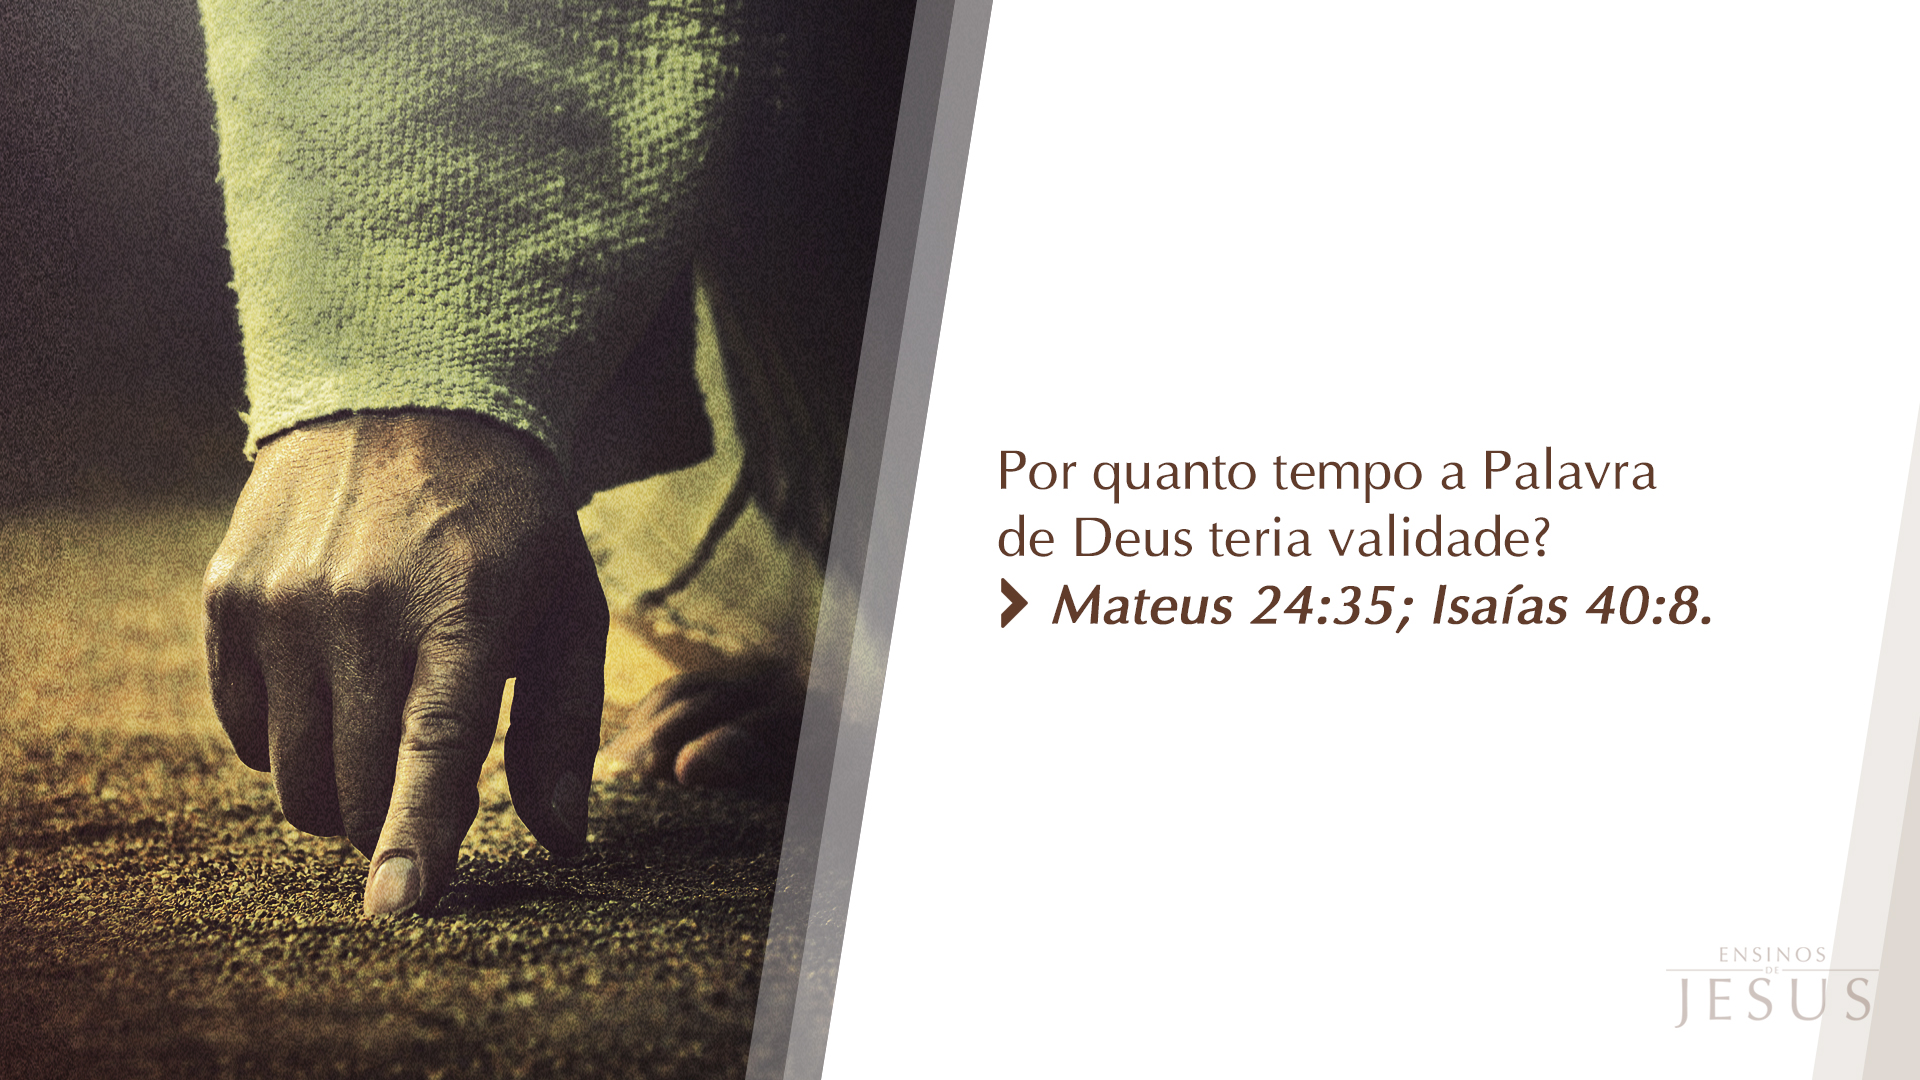 Por quanto tempo a Palavra
de Deus teria validade?
Mateus 24:35; Isaías 40:8.
ENSINOS
DE
JESUS